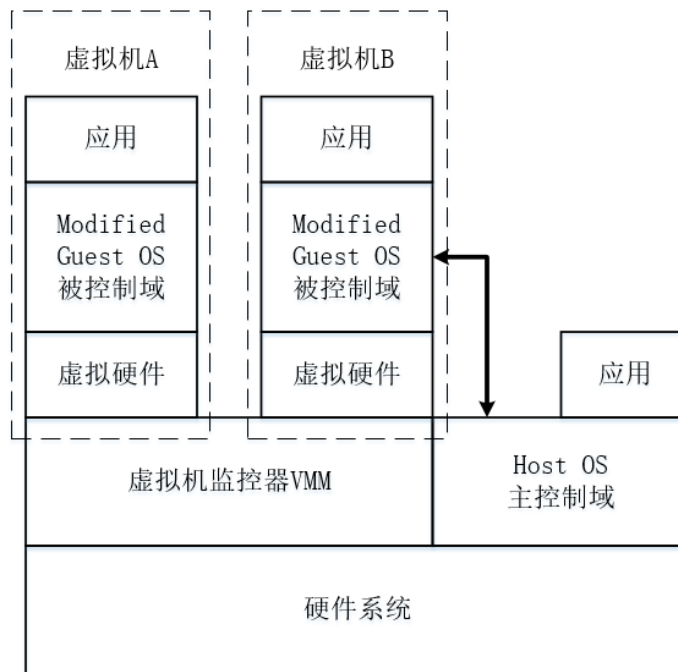 虚拟机A
虚拟机B
应用
应用
Modified
Guest OS
被控制域
Modified
Guest OS
被控制域
虚拟硬件
虚拟硬件
应用
虚拟机监控器VMM
Host OS
主控制域
硬件系统